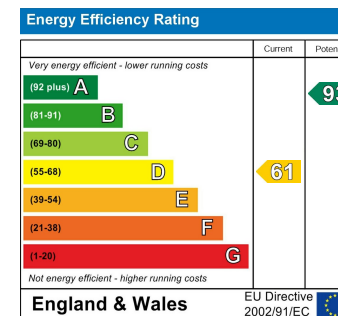 Energy Efficiency Rating
Current
Very energy efficient - lower running costs
(92 plus) A
93
(81-91) B
(69-80) C
(55-68) D
61
(39-54) E
(21-38) F
(1-20) G
Not energy efficient - higher running costs
England & Wales
EU Directive
2002/91/EC